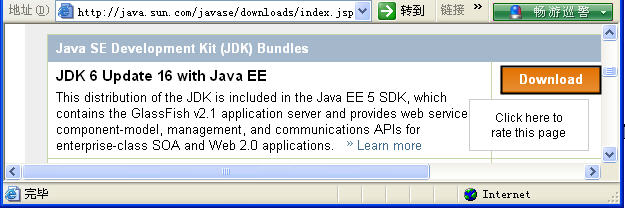 地址(D) http://java.sun.com/javase/downloads/index.jsp 转到 链接 » 畅游巡警
Java SE Development Kit (JDK) Bundles
JDK 6 Update 16 with Java EE
Download
This distribution of the JDK is included in the Java EE 5 SDK, which
contains the GlassFish v2.1 application server and provides web service
component-model, management, and communications APIs for
enterprise-class SOA and Web 2.0 applications. » Learn more
Click here to
rate this page
完毕 Internet